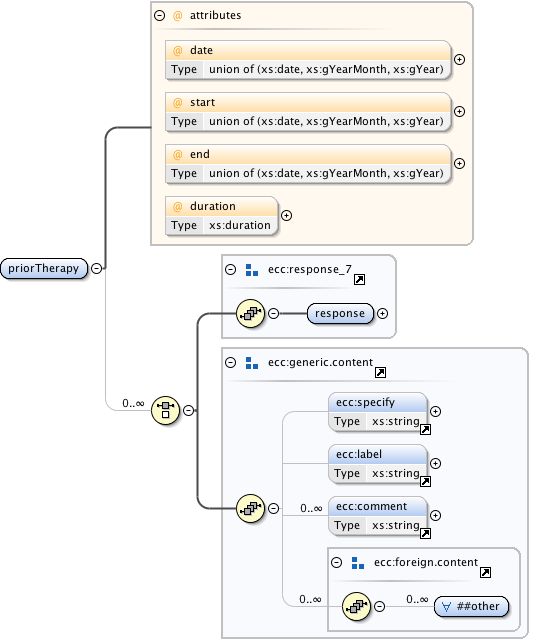 attributes
@ date
Type union of (xs:date, xs:gYearMonth, xs:gYear)
@ start
Type union of (xs:date, xs:gYearMonth, xs:gYear)
@ end
Type union of (xs:date, xs:gYearMonth, xs:gYear)
@ duration
Type xs:duration
priorTherapy
ecc:response_7
response
ecc:generic.content
0..∞
ecc:specify
Type xs:string
ecc:label
Type xs:string
0..∞
ecc:comment
Type xs:string
ecc:foreign.content
0..∞
0..∞
∀ ##other